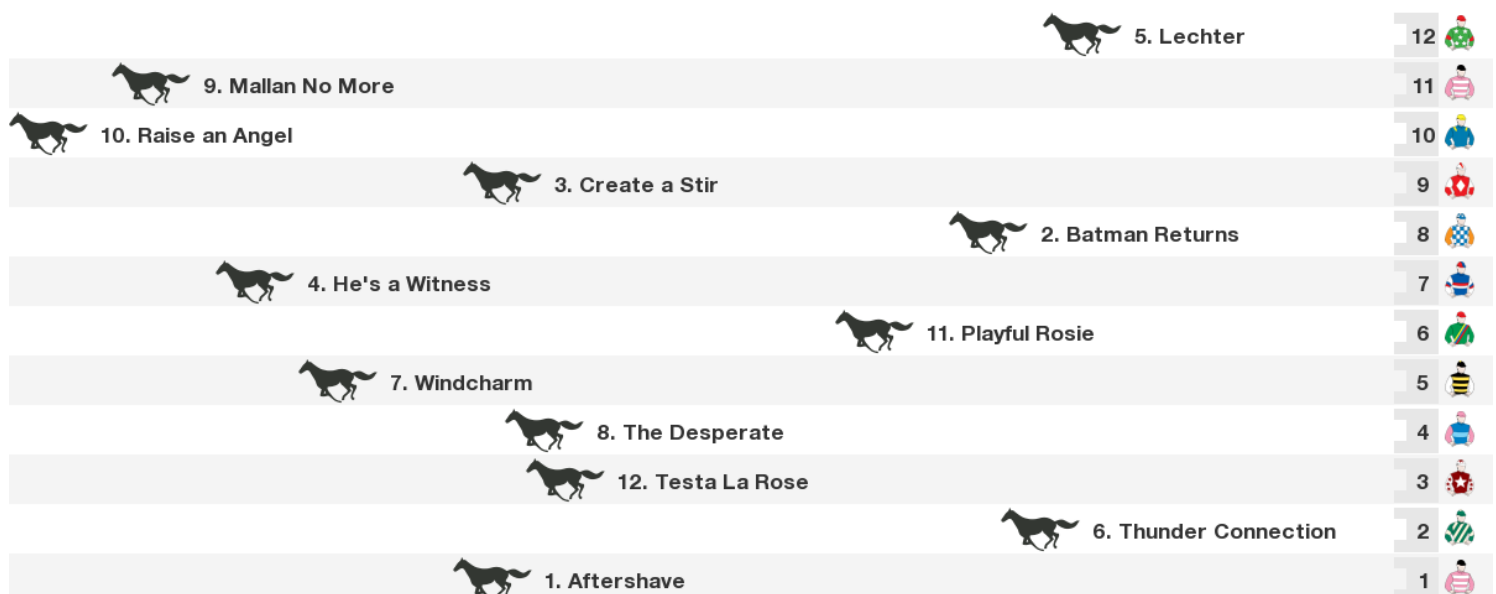 5. Lechter 12
9. Mallan No More 11
10. Raise an Angel 10
3. Create a Stir 9
2. Batman Returns 8
4. He's a Witness 7
11. Playful Rosie 6
7. Windcharm 5
8. The Desperate 4
12. Testa La Rose 3
6. Thunder Connection 2
1. Aftershave 1